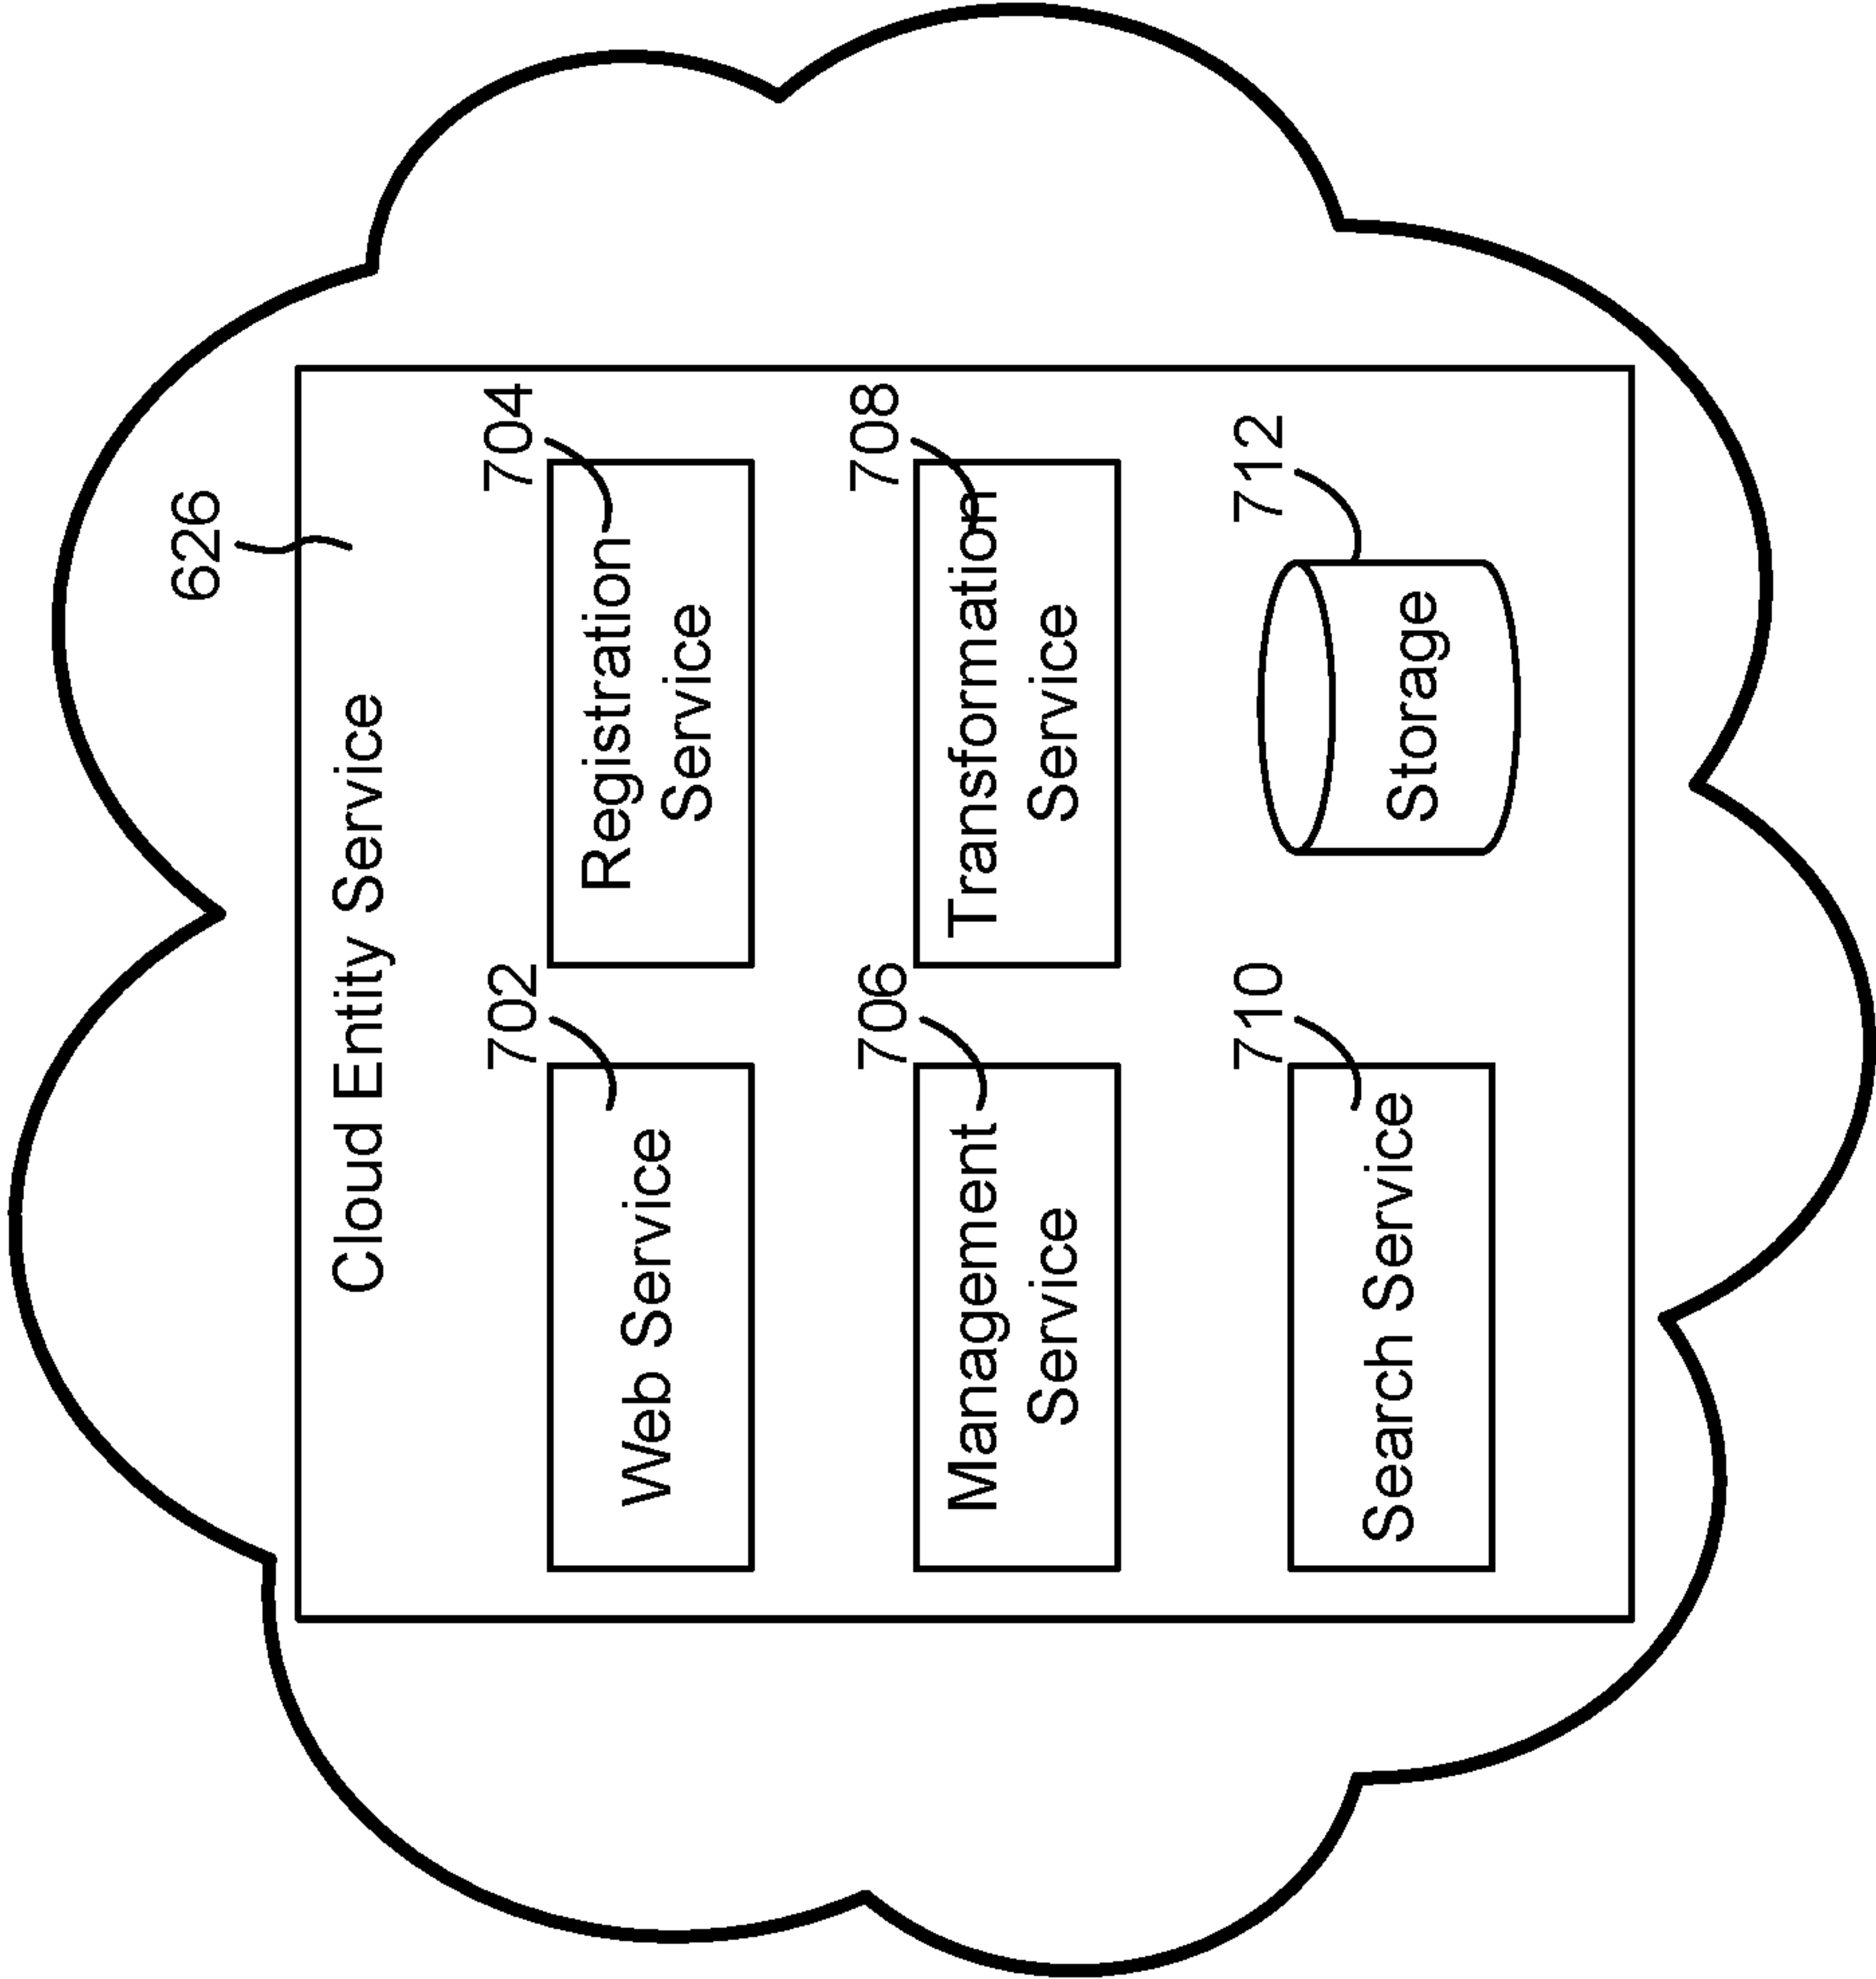 626
Cloud Entity Service
702
704
Web Service
Registration
Service
706
708
Management
Service
Transformation
Service
710
712
Search Service
Storage